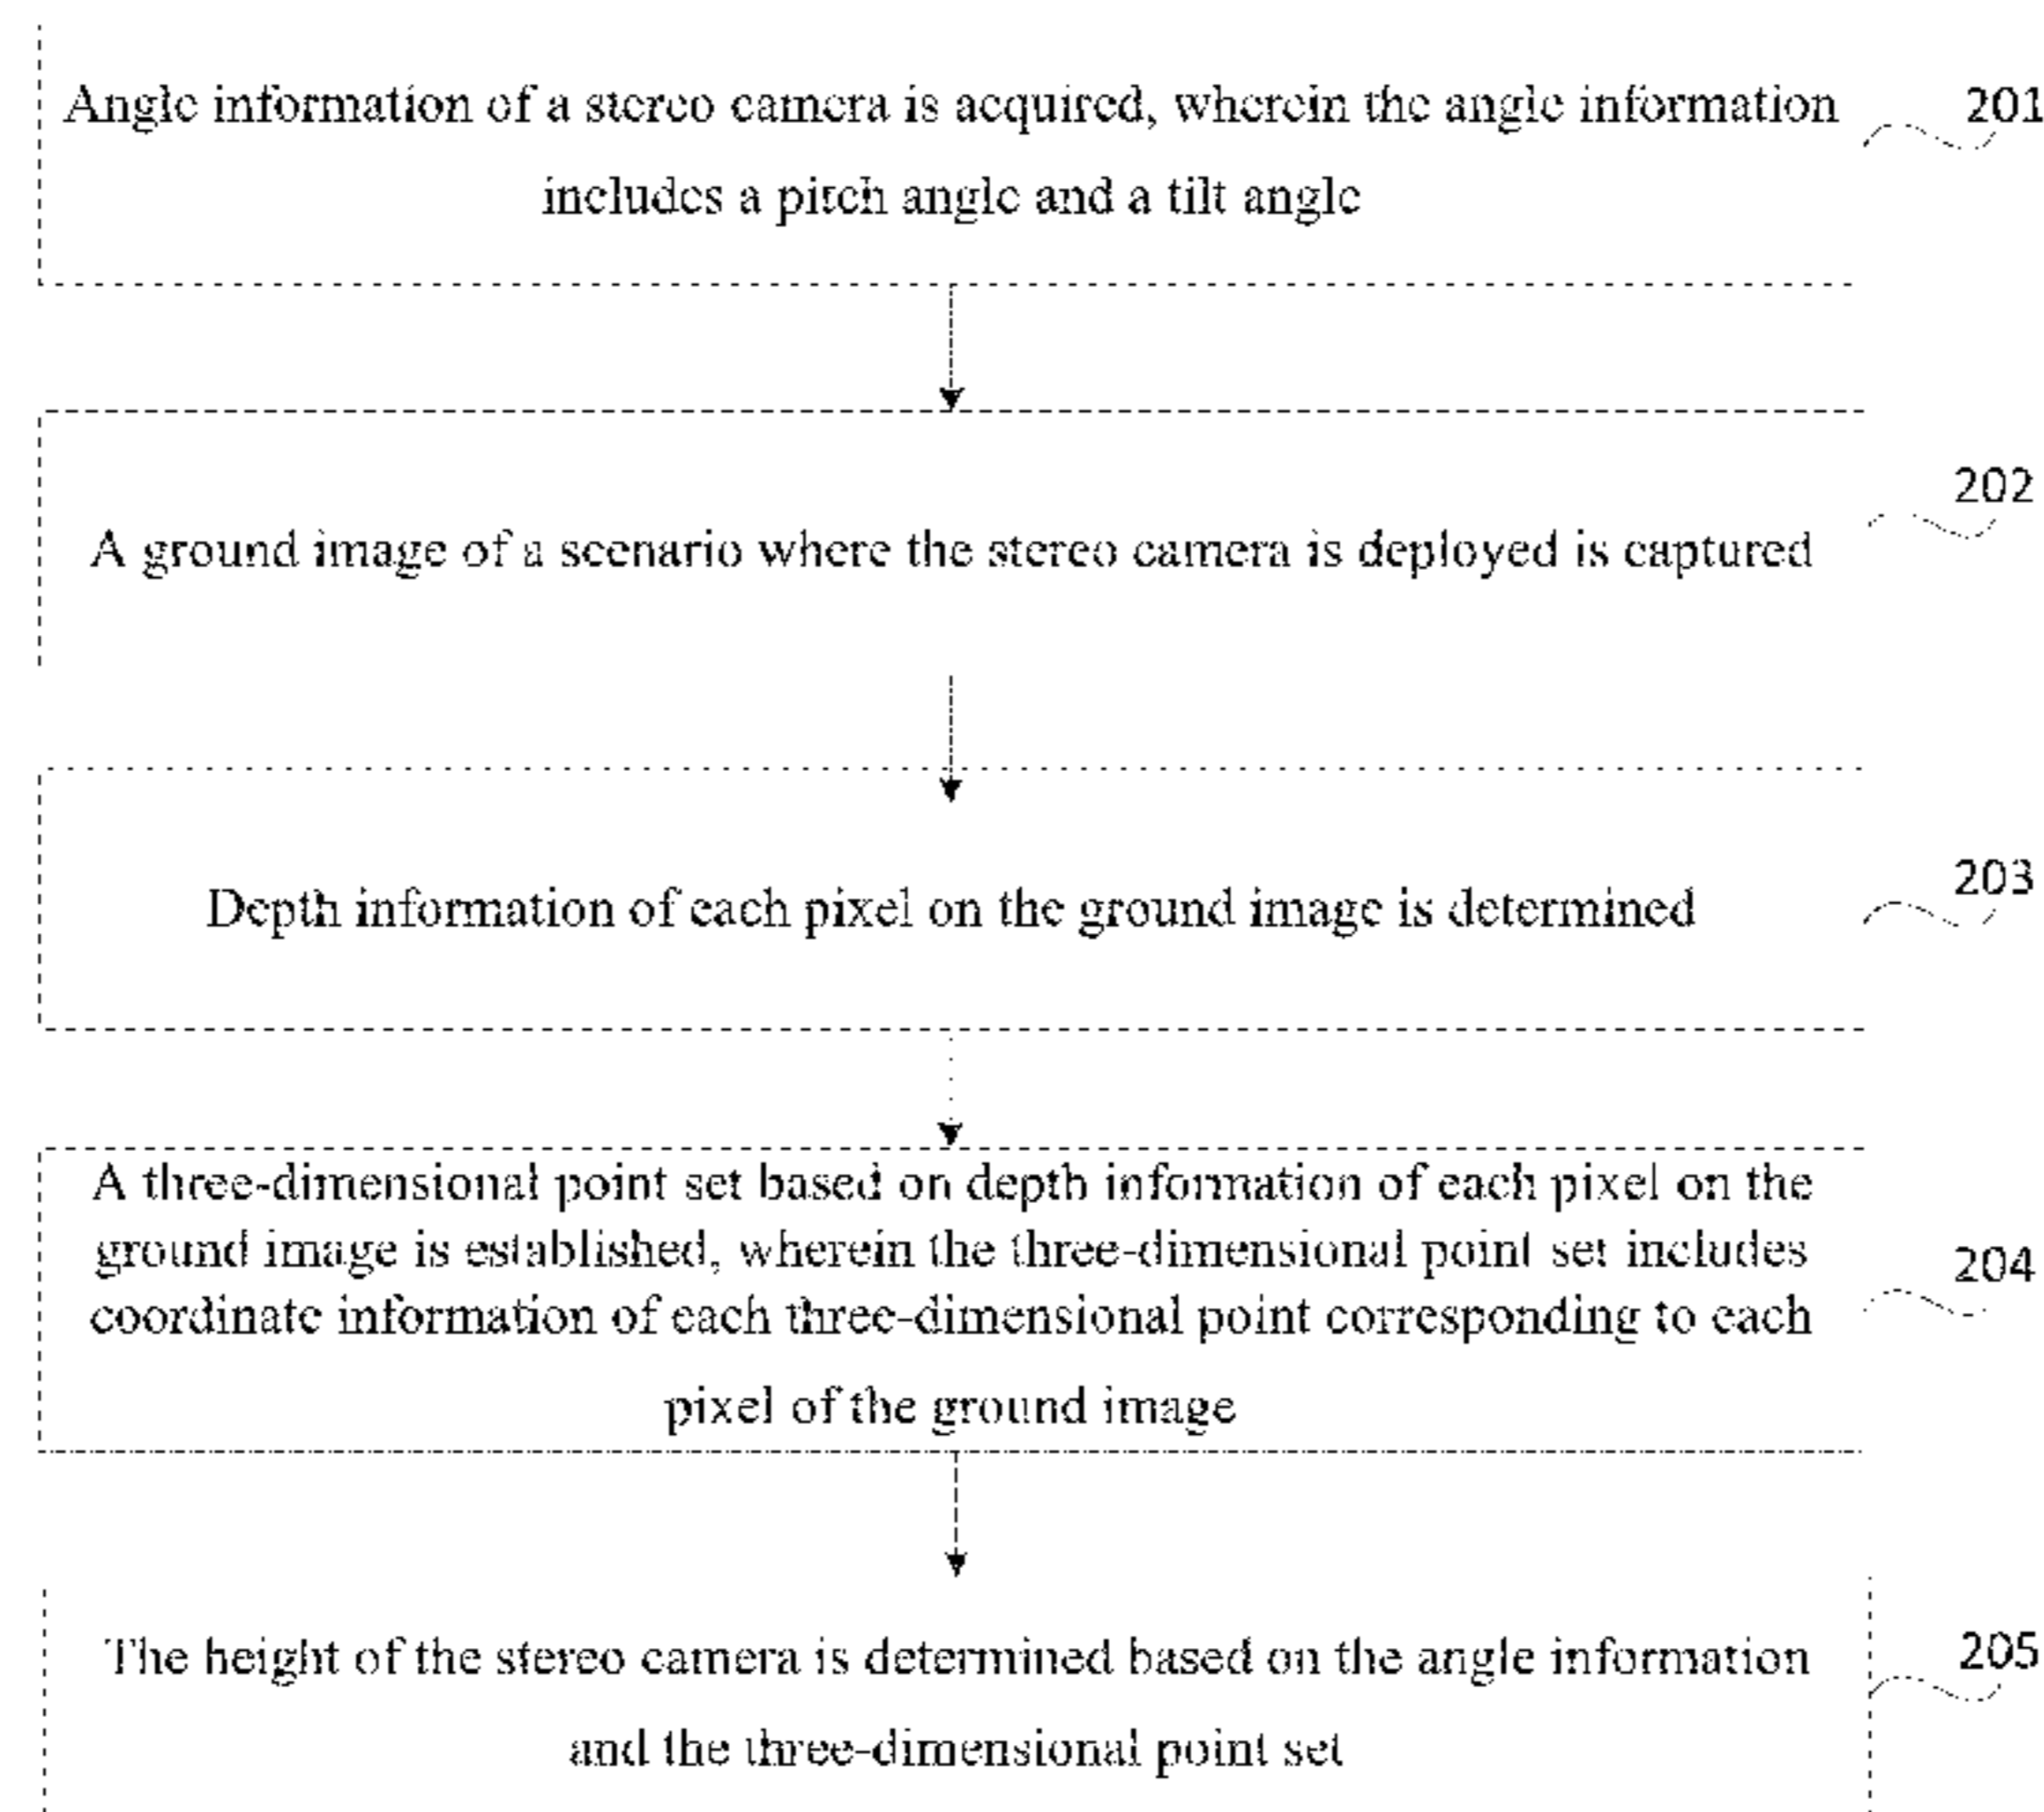 Angle information of a stereo camera is acquired, wherein the angle information
includes a pitch angle and a tilt angle
201
A ground image of a scenario where the stereo camera is deployed is captured
202
Depth information of each pixel on the ground image is determined
203
A three-dimensional point set based on depth information of each pixel on the
ground image is established, wherein the three-dimensional point set includes
coordinate information of each three-dimensional point corresponding to each
pixel of the ground image
204
The height of the stereo camera is determined based on the angle information
and the three-dimensional point set
205